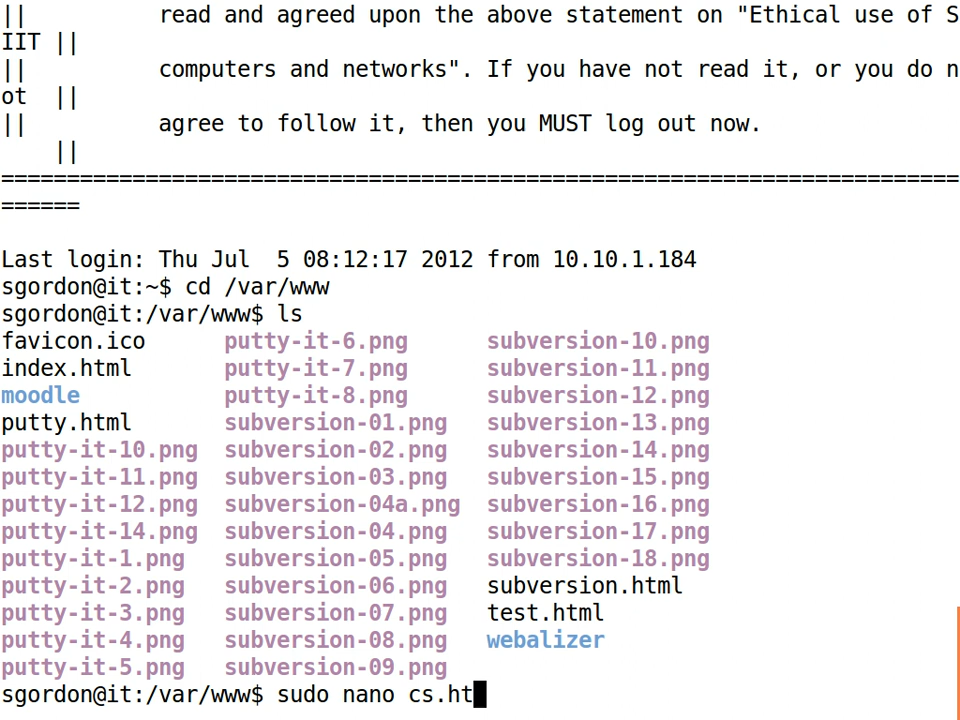 ||          read and agreed upon the above statement on "Ethical use of S
IIT ||
||          computers and networks". If you have not read it, or you do n
ot  ||
||          agree to follow it, then you MUST log out now.
    ||
=========================================================================
======
Last login: Thu Jul  5 08:12:17 2012 from 10.10.1.184
sgordon@it:~$ cd /var/www
sgordon@it:/var/www$ ls
favicon.ico      putty-it-6.png      subversion-10.png
index.html       putty-it-7.png      subversion-11.png
moodle           putty-it-8.png      subversion-12.png
putty.html       subversion-01.png   subversion-13.png
putty-it-10.png  subversion-02.png   subversion-14.png
putty-it-11.png  subversion-03.png   subversion-15.png
putty-it-12.png  subversion-04a.png  subversion-16.png
putty-it-14.png  subversion-04.png   subversion-17.png
putty-it-1.png   subversion-05.png   subversion-18.png
putty-it-2.png   subversion-06.png   subversion.html
putty-it-3.png   subversion-07.png   test.html
putty-it-4.png   subversion-08.png   webalizer
putty-it-5.png   subversion-09.png
sgordon@it:/var/www$ sudo nano cs.ht